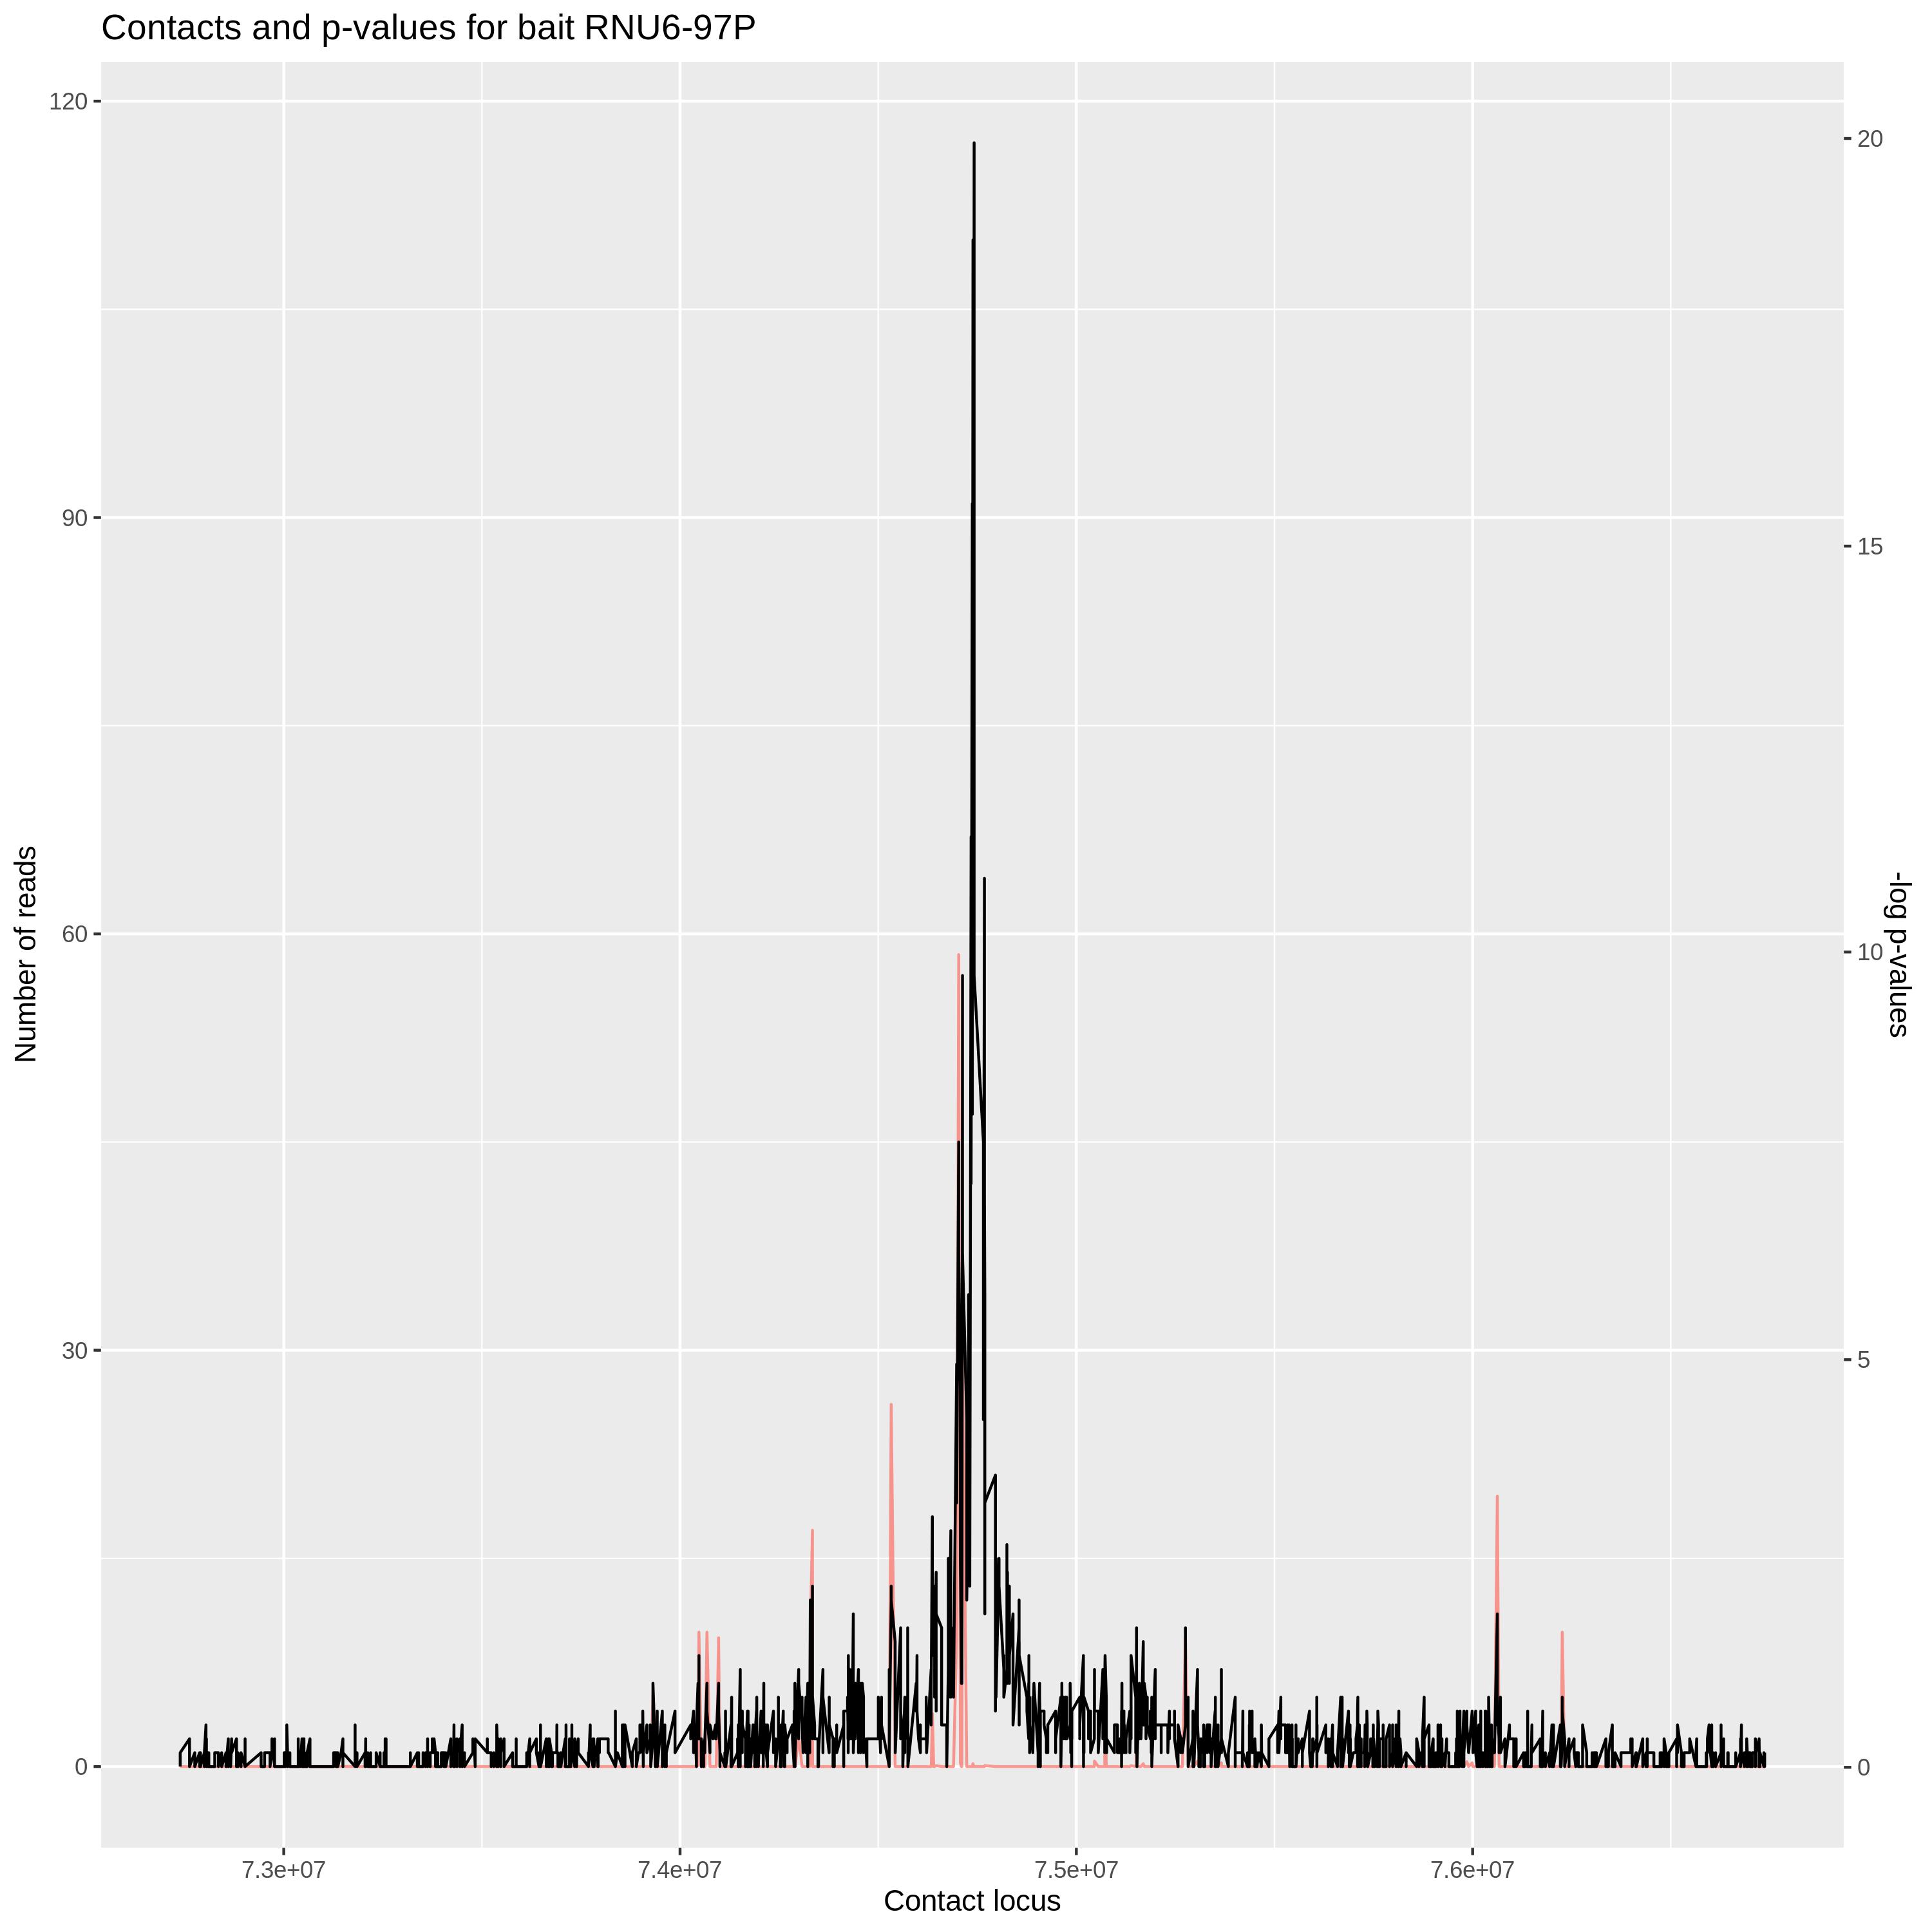 Contacts and p-values for bait RNU6-97P
120
90
60
30
0
Number of reads
20
15
10
5
0
-log p-values
7.3e+07
7.4e+07
7.5e+07
7.6e+07
Contact locus